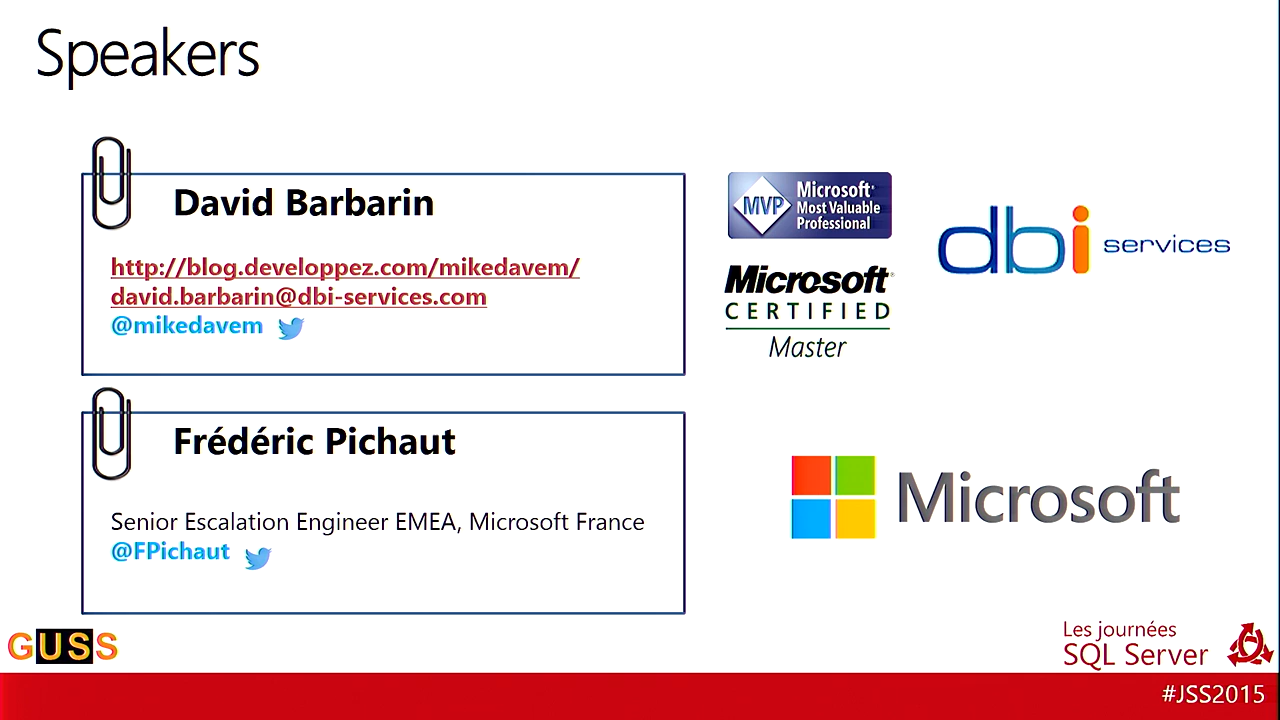 Speakers
David Barbarin
http://blog.developpez.com/mikedavem/
david.barbarin@dbi-services.com
@mikedavem
MVP
Microsoft®
Most Valuable
Professional
Microsoft®
CERTIFIED
Master
dbi services
Frédéric Pichaut
Senior Escalation Engineer EMEA, Microsoft France
@FPichaut
Microsoft
GUSS
Les journées
SQL Server
#JSS2015